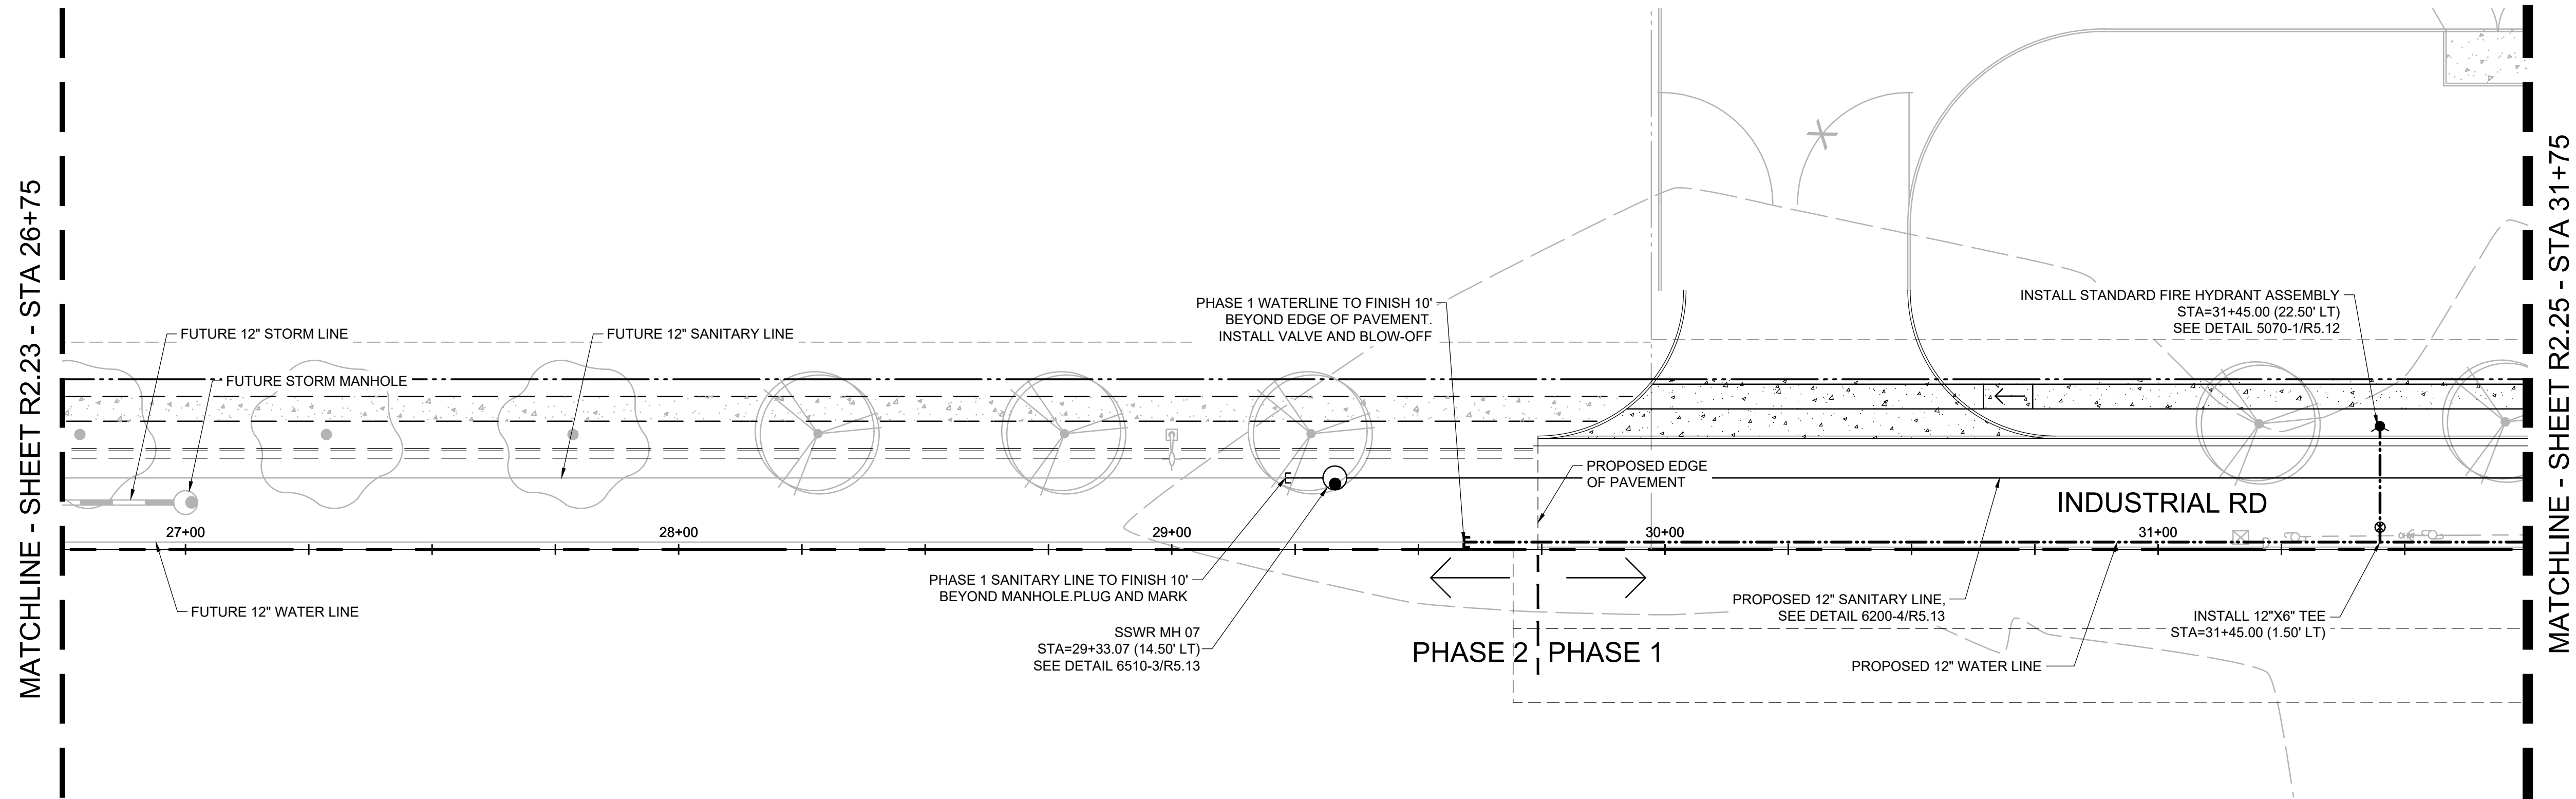 MATCHLINE - SHEET R2.23 - STA 26+75
FUTURE 12" STORM LINE
FUTURE STORM MANHOLE
FUTURE 12" SANITARY LINE
PHASE 1 WATERLINE TO FINISH 10'
BEYOND EDGE OF PAVEMENT.
INSTALL VALVE AND BLOW-OFF
INSTALL STANDARD FIRE HYDRANT ASSEMBLY
STA=31+45.00 (22.50' LT)
SEE DETAIL 5070-1/R5.12
PROPOSED EDGE
OF PAVEMENT
INDUSTRIAL RD
27+00
28+00
29+00
30+00
31+00
OHW
FUTURE 12" WATER LINE
PHASE 1 SANITARY LINE TO FINISH 10'
BEYOND MANHOLE.PLUG AND MARK
SSWR MH 07
STA=29+33.07 (14.50' LT)
SEE DETAIL 6510-3/R5.13
PHASE 2
PHASE 1
PROPOSED 12" SANITARY LINE,
SEE DETAIL 6200-4/R5.13
PROPOSED 12" WATER LINE
INSTALL 12"X6" TEE
STA=31+45.00 (1.50' LT)
MATCHLINE - SHEET R2.25 - STA 31+75